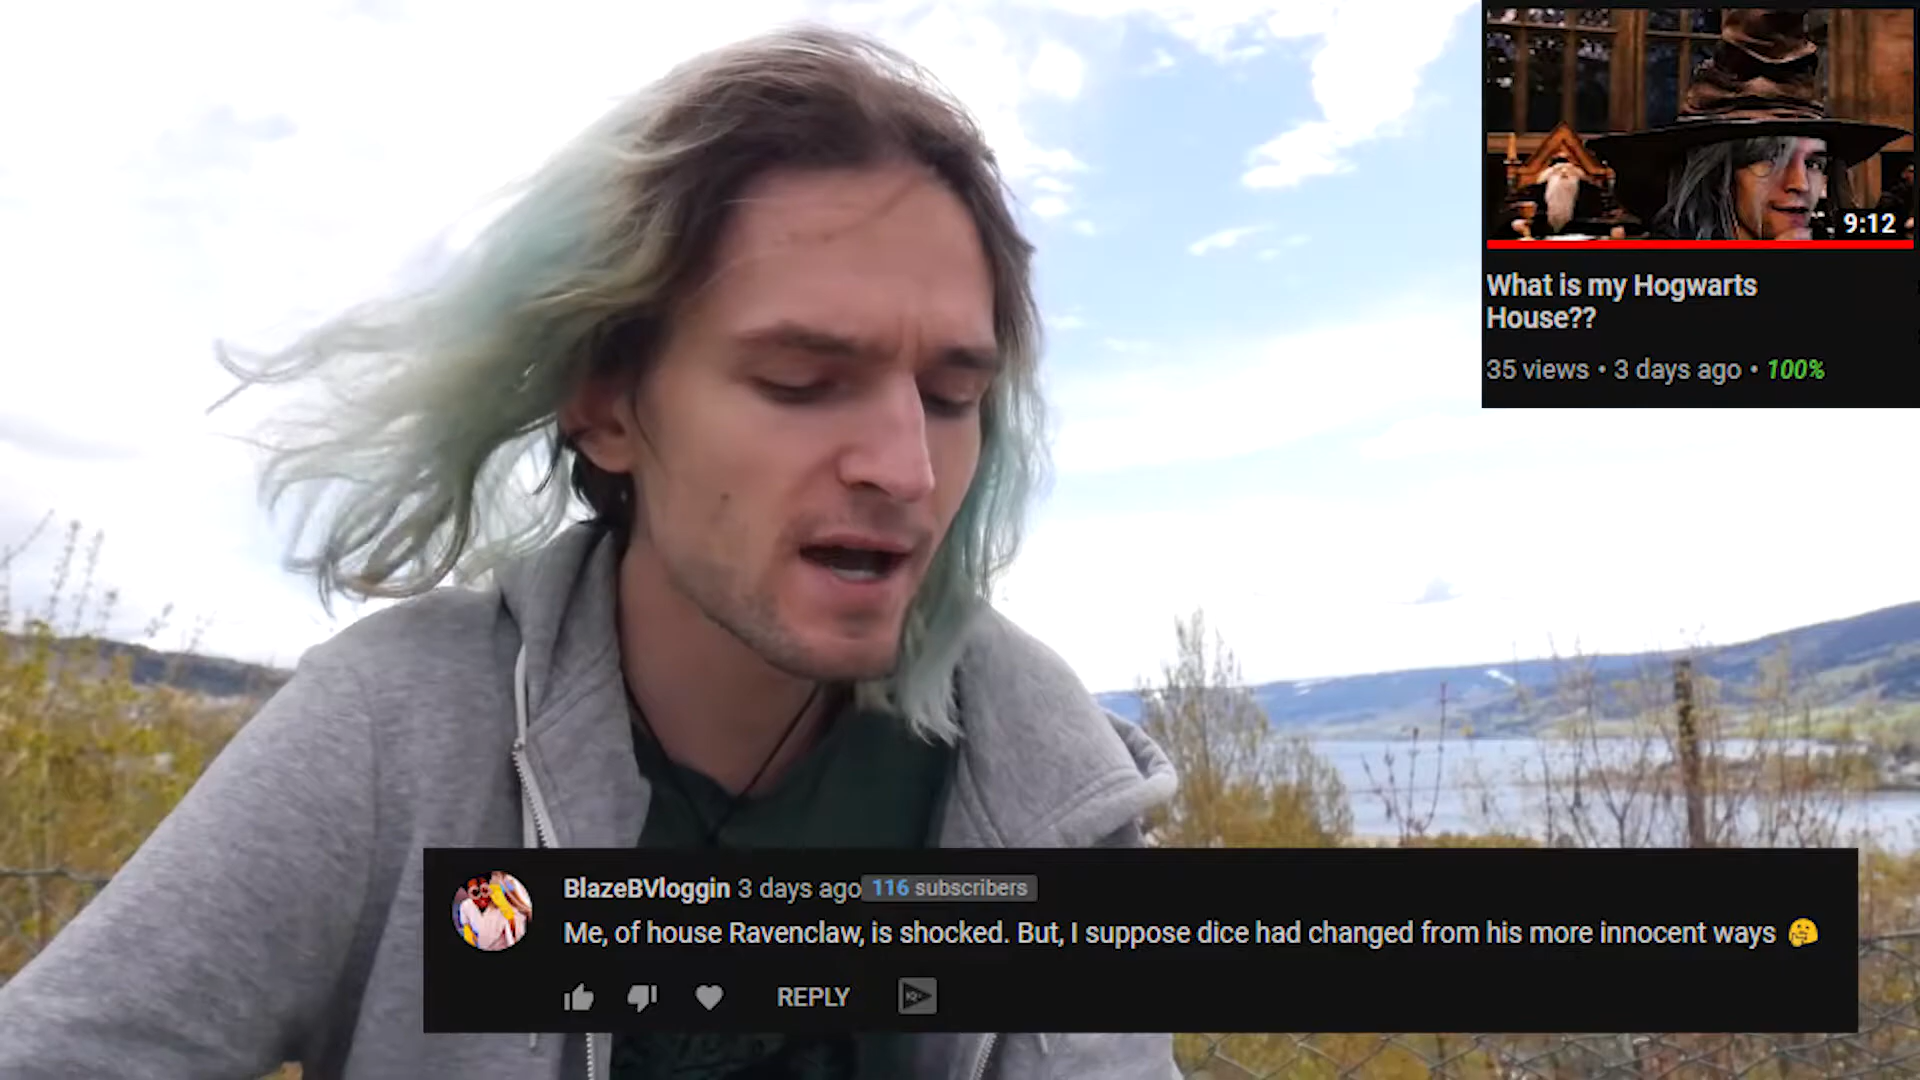 9:12
What is my Hogwarts
House??
35 views • 3 days ago • 100%
BlazeBVloggin 3 days ago 116 subscribers
Me, of house Ravenclaw, is shocked. But, I suppose dice had changed from his more innocent ways 🤔
REPLY